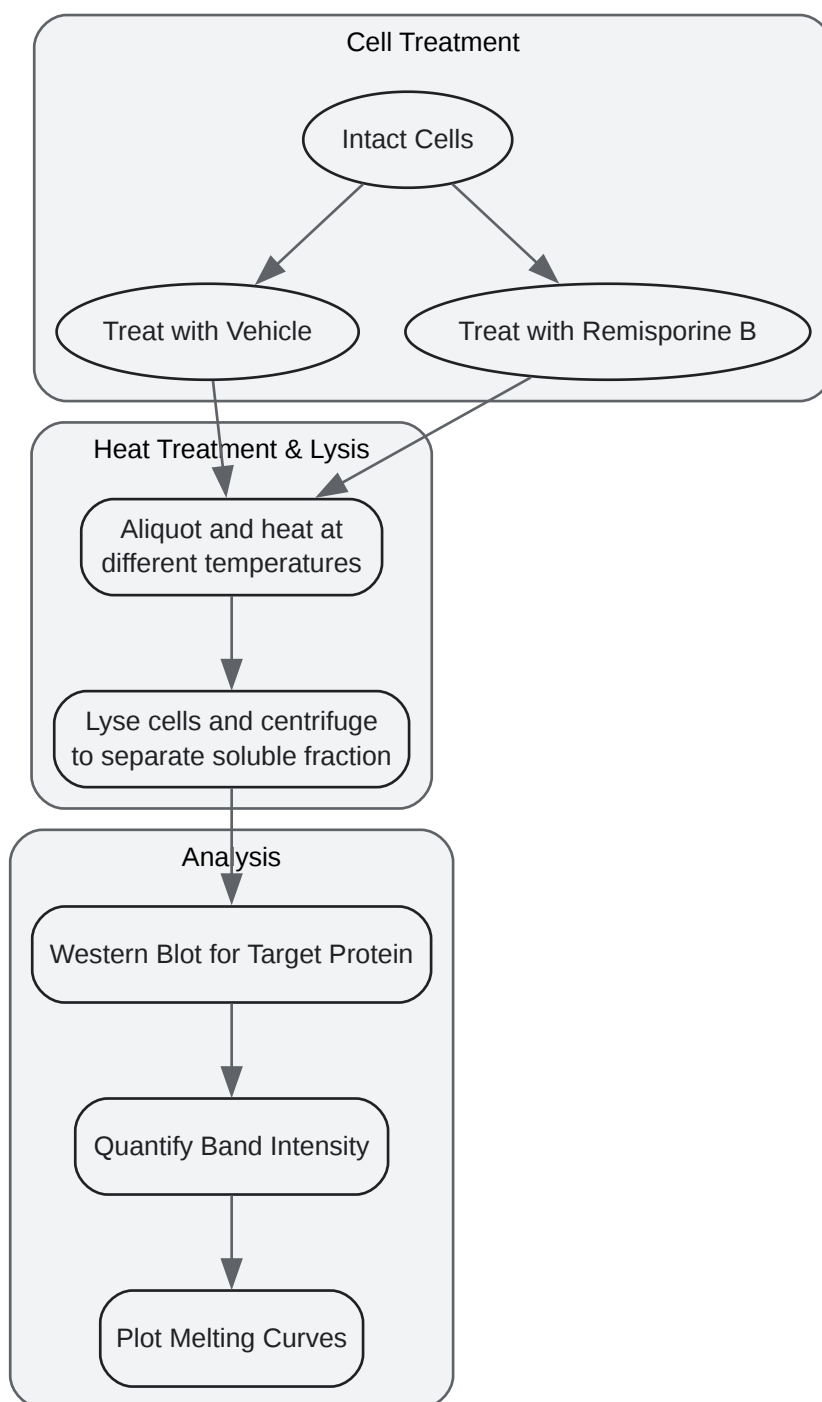 Cell Treatment
Intact Cells
Treat with Vehicle
Treat with Remisporine B
Heat Treatment & Lysis
Aliquot and heat at
different temperatures
Lyse cells and centrifuge
to separate soluble fraction
Analysis
Western Blot for Target Protein
Quantify Band Intensity
Plot Melting Curves